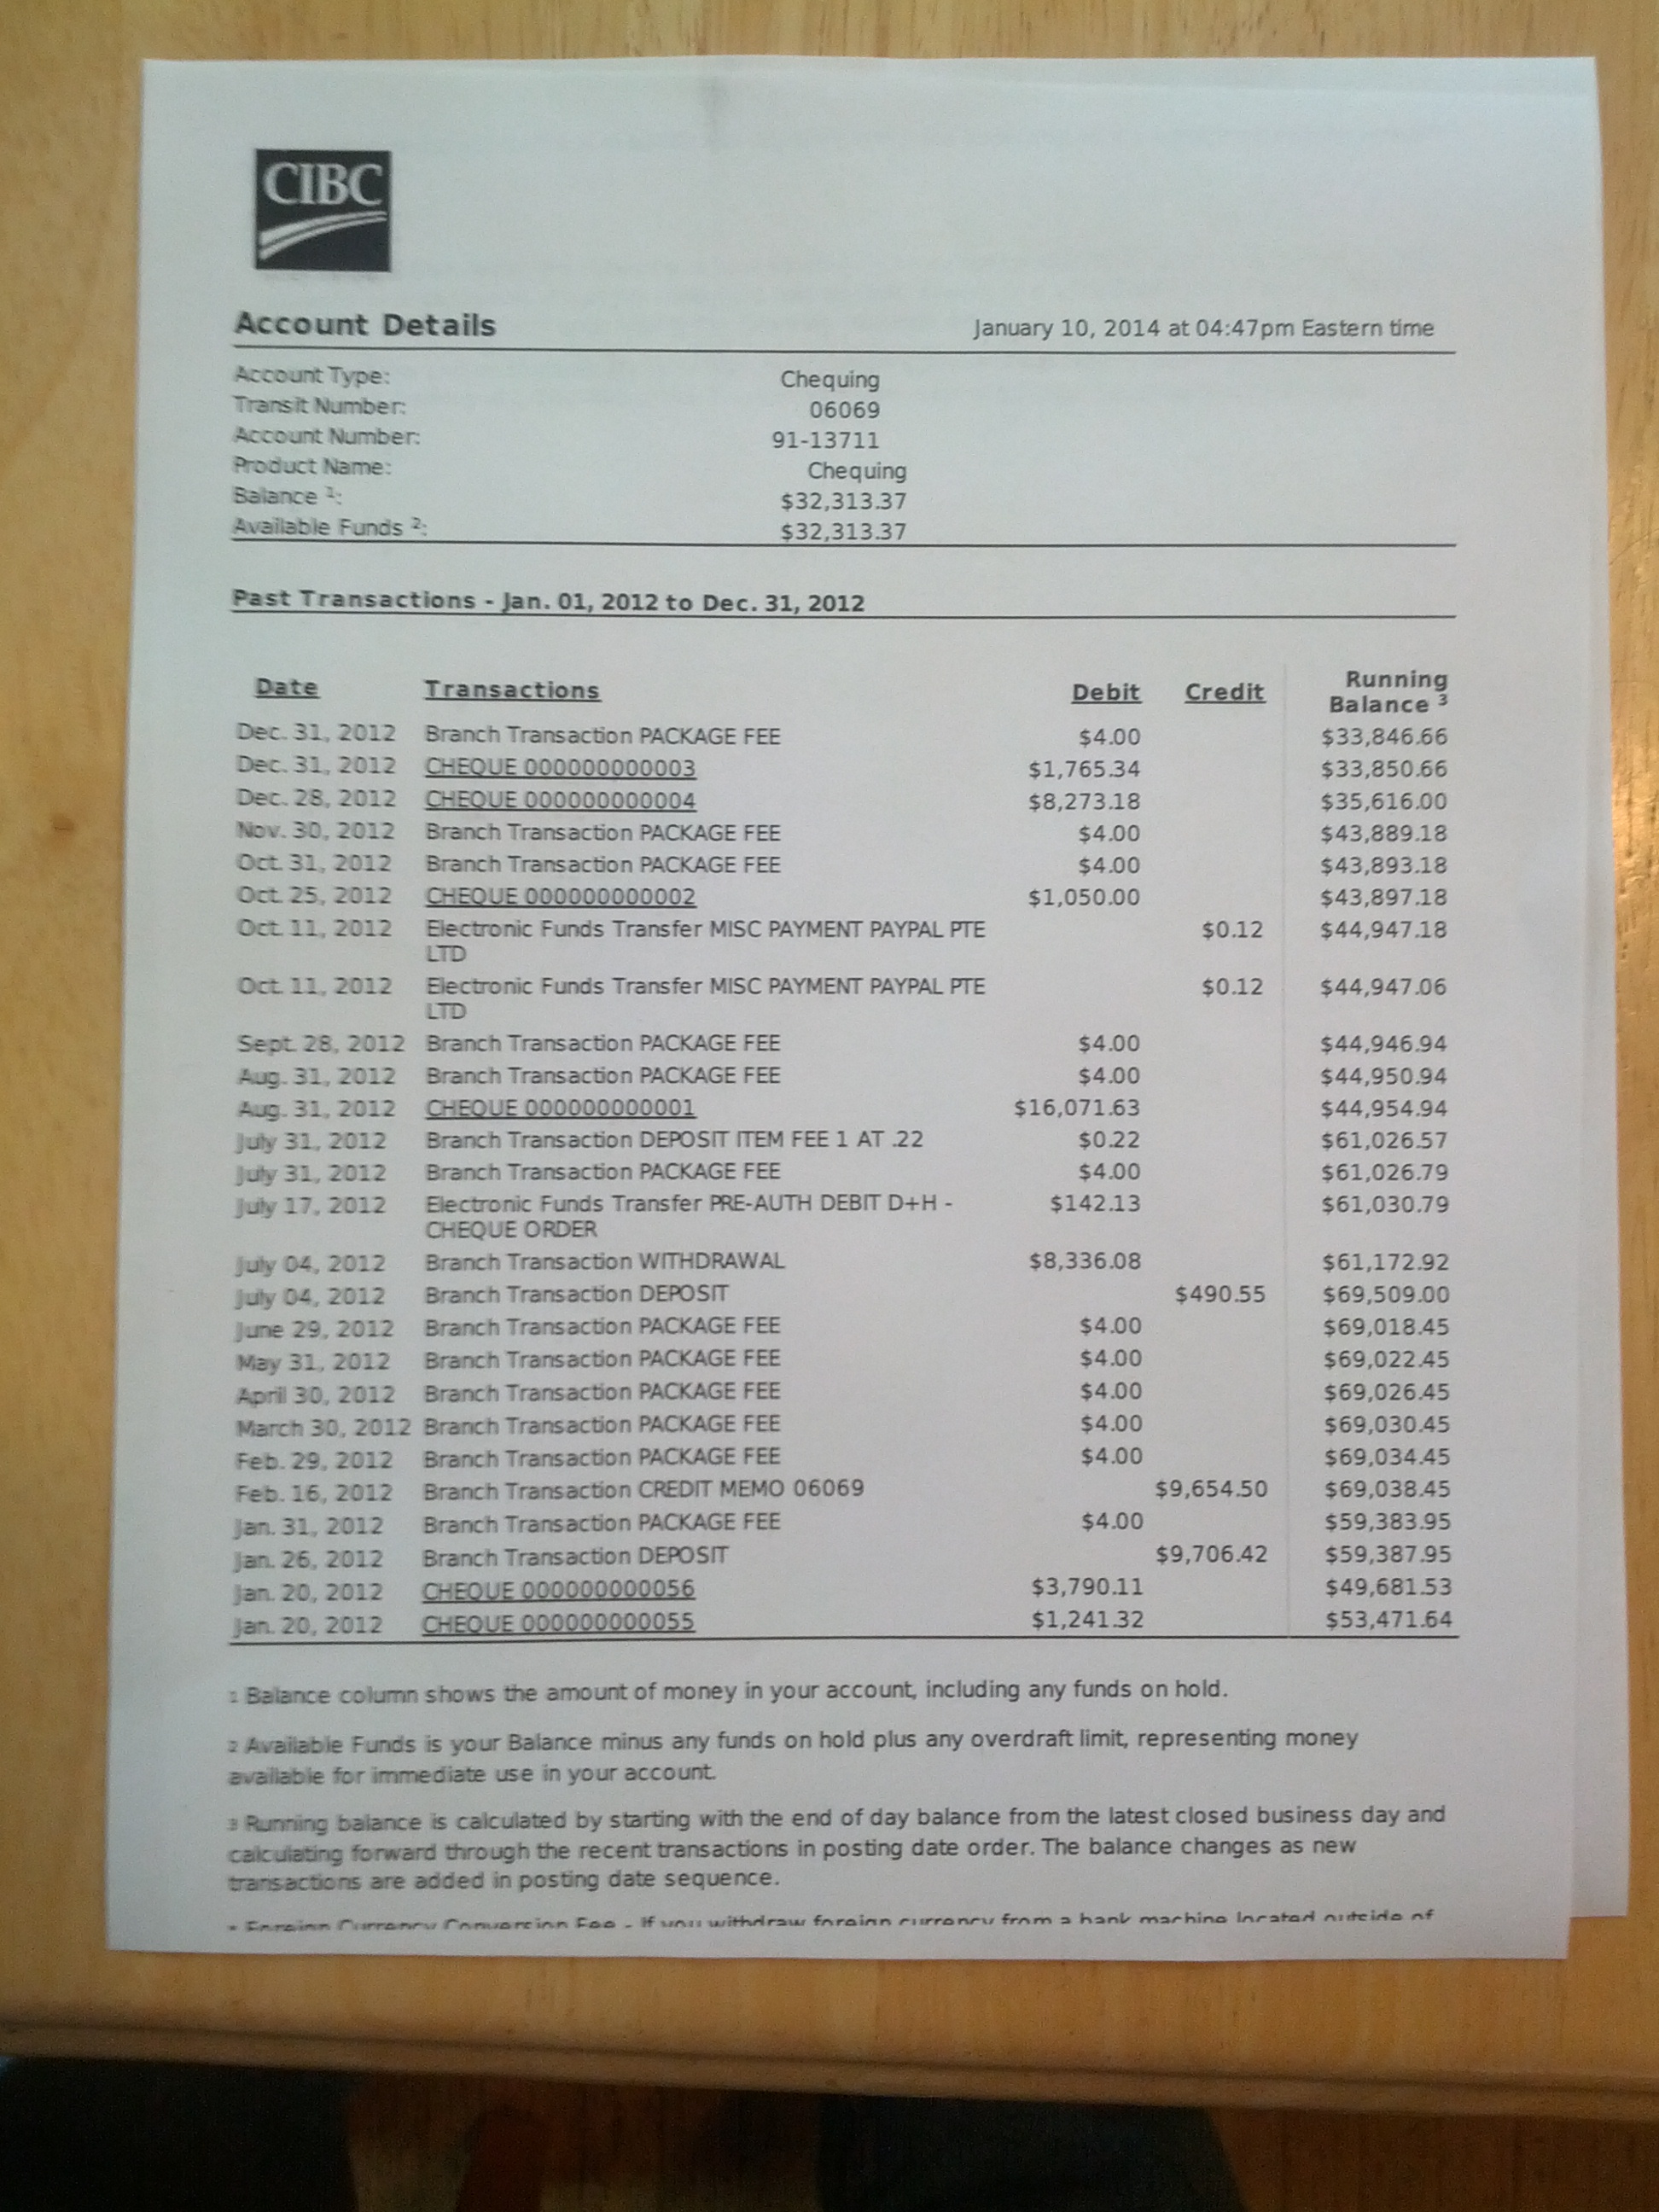 CIBC
Account Details January 10, 2014 at 04:47pm Eastern time
Account Type: Chequing
Transit Number: 06069
Account Number: 91-13711
Product Name: Chequing
Balance ¹: $32,313.37
Available Funds ²: $32,313.37
Past Transactions - Jan. 01, 2012 to Dec. 31, 2012
Date Transactions Debit Credit Running
Balance ³
Dec. 31, 2012 Branch Transaction PACKAGE FEE $4.00 $33,846.66
Dec. 31, 2012 CHEQUE 000000000003 $1,765.34 $33,850.66
Dec. 28, 2012 CHEQUE 000000000004 $8,273.18 $35,616.00
Nov. 30, 2012 Branch Transaction PACKAGE FEE $4.00 $43,889.18
Oct. 31, 2012 Branch Transaction PACKAGE FEE $4.00 $43,893.18
Oct. 25, 2012 CHEQUE 000000000002 $1,050.00 $43,897.18
Oct. 11, 2012 Electronic Funds Transfer MISC PAYMENT PAYPAL PTE $0.12 $44,947.18
LTD
Oct. 11, 2012 Electronic Funds Transfer MISC PAYMENT PAYPAL PTE $0.12 $44,947.06
LTD
Sept. 28, 2012 Branch Transaction PACKAGE FEE $4.00 $44,946.94
Aug. 31, 2012 Branch Transaction PACKAGE FEE $4.00 $44,950.94
Aug. 31, 2012 CHEQUE 000000000001 $16,071.63 $44,954.94
July 31, 2012 Branch Transaction DEPOSIT ITEM FEE 1 AT .22 $0.22 $61,026.57
July 31, 2012 Branch Transaction PACKAGE FEE $4.00 $61,026.79
July 17, 2012 Electronic Funds Transfer PRE-AUTH DEBIT D+H - $142.13 $61,030.79
CHEQUE ORDER
July 04, 2012 Branch Transaction WITHDRAWAL $8,336.08 $61,172.92
July 04, 2012 Branch Transaction DEPOSIT $490.55 $69,509.00
June 29, 2012 Branch Transaction PACKAGE FEE $4.00 $69,018.45
May 31, 2012 Branch Transaction PACKAGE FEE $4.00 $69,022.45
April 30, 2012 Branch Transaction PACKAGE FEE $4.00 $69,026.45
March 30, 2012 Branch Transaction PACKAGE FEE $4.00 $69,030.45
Feb. 29, 2012 Branch Transaction PACKAGE FEE $4.00 $69,034.45
Feb. 16, 2012 Branch Transaction CREDIT MEMO 06069 $9,654.50 $69,038.45
Jan. 31, 2012 Branch Transaction PACKAGE FEE $4.00 $59,383.95
Jan. 26, 2012 Branch Transaction DEPOSIT $9,706.42 $59,387.95
Jan. 20, 2012 CHEQUE 000000000056 $3,790.11 $49,681.53
Jan. 20, 2012 CHEQUE 000000000055 $1,241.32 $53,471.64
1 Balance column shows the amount of money in your account, including any funds on hold.
2 Available Funds is your Balance minus any funds on hold plus any overdraft limit, representing money
available for immediate use in your account.
3 Running balance is calculated by starting with the end of day balance from the latest closed business day and
calculating forward through the recent transactions in posting date order. The balance changes as new
transactions are added in posting date sequence.
* Foreign Currency Conversion Fee - If you withdraw foreign currency from a bank machine located outside of